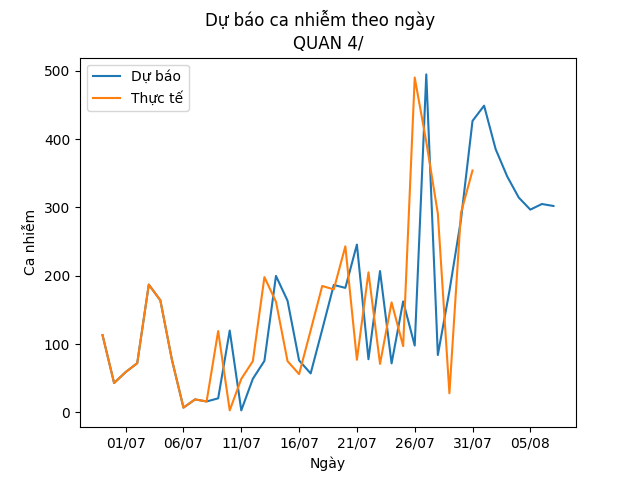 Dự báo ca nhiễm theo ngày
QUAN 4/
Dự báo
Thực tế
Ca nhiễm
500
400
300
200
100
0
01/07
06/07
11/07
16/07
21/07
26/07
31/07
05/08
Ngày